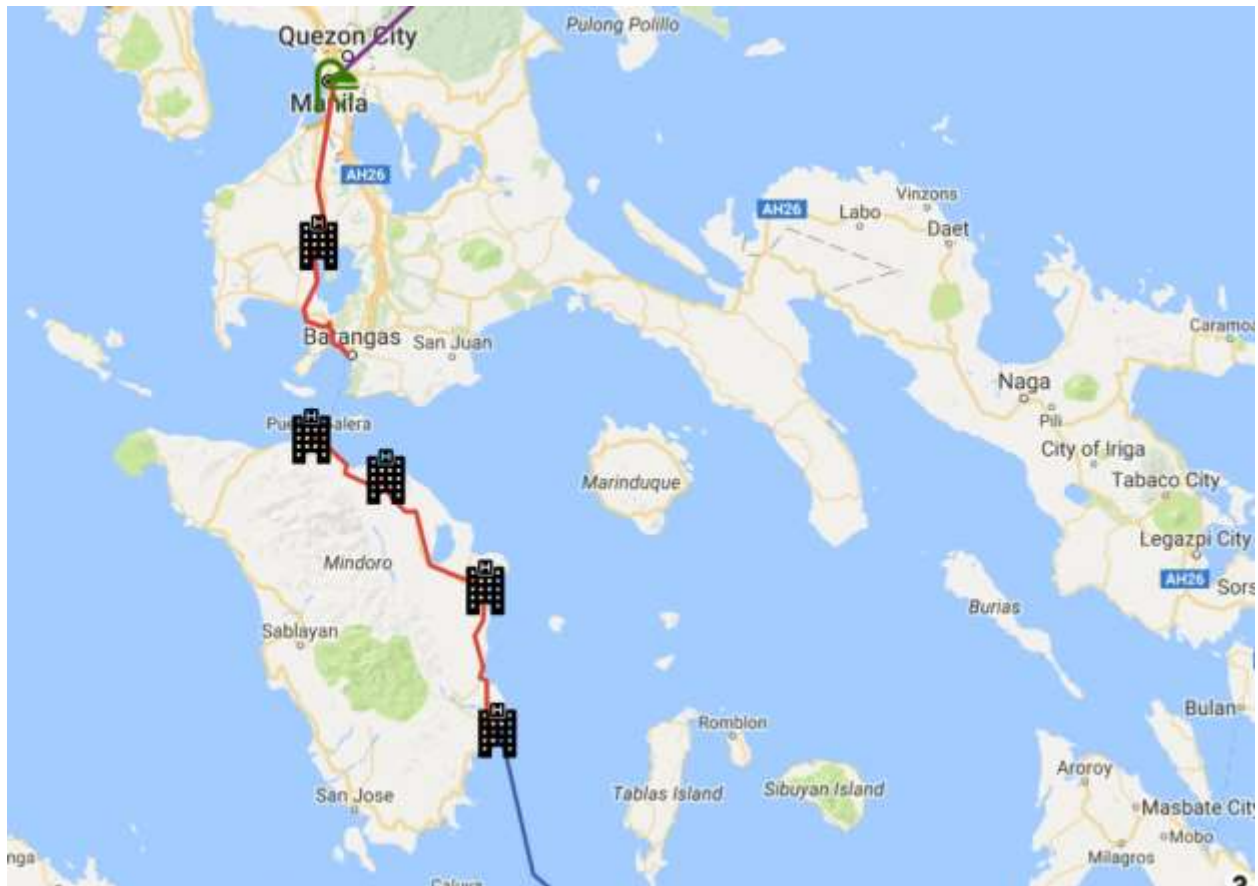 Pulong Polillo
Quezon City
Manila
AH26
Vinzons
AH26
Labo
Daet
Batangas
San Juan
Caramoa
Naga
Pili
City of Iriga
Tabaco City
Marinduque
Legazpi City
AH26
Sors
Mindoro
Burias
Sablayan
Bulan
Romblon
Aroroy
Tablas Island
Sibuyan Island
San Jose
Masbate City
Mobo
Milagros
nga